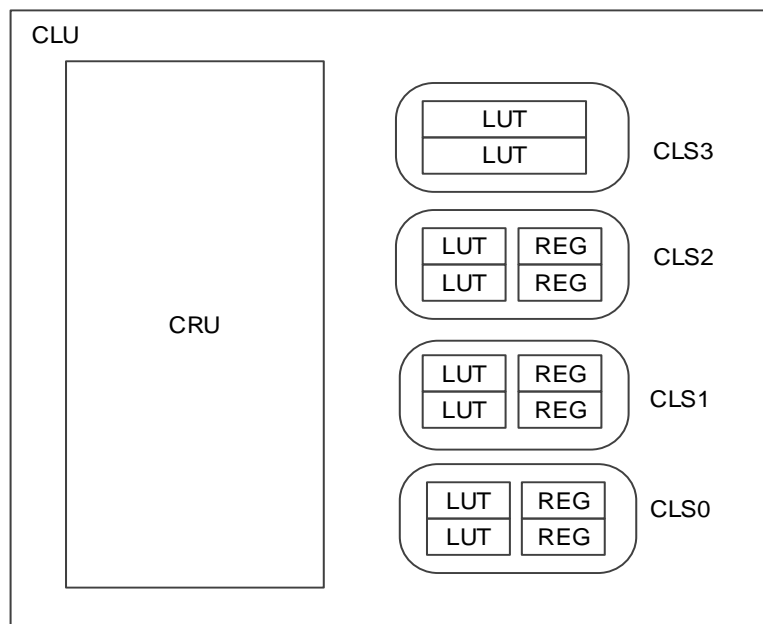 CLU
CRU
LUT
LUT
CLS3
LUT REG
LUT REG
CLS2
LUT REG
LUT REG
CLS1
LUT REG
LUT REG
CLS0